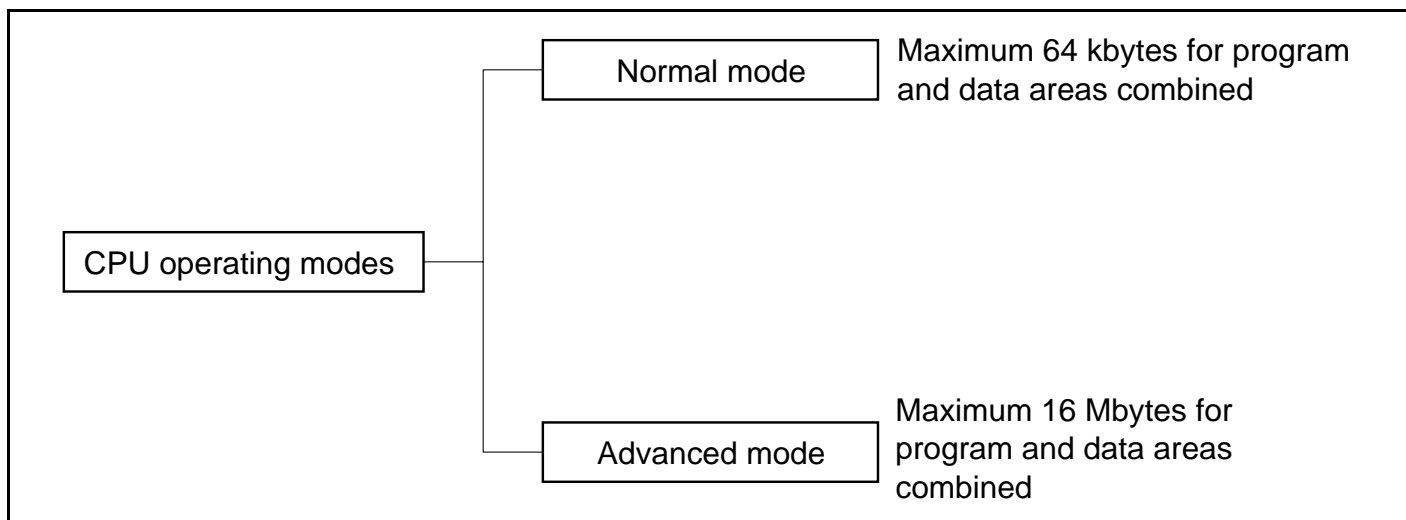 Normal mode
Maximum 64 kbytes for program
and data areas combined
CPU operating modes
Advanced mode
Maximum 16 Mbytes for
program and data areas
combined